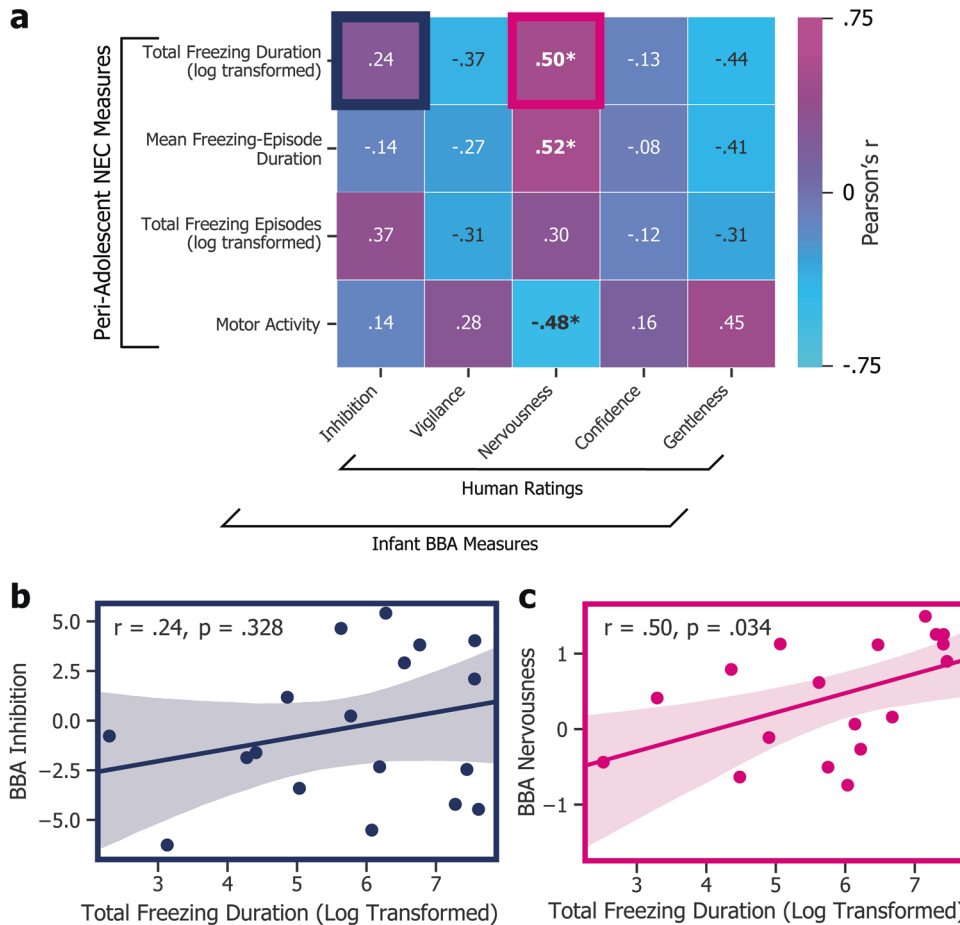 a
Peri-Adolescent NEC Measures
Total Freezing Duration
(log transformed)
.24
-.37
.50*
-.13
-.44
Mean Freezing-Episode
Duration
-.14
-.27
.52*
-.08
-.41
Total Freezing Episodes
(log transformed)
.37
-.31
.30
-.12
-.31
Motor Activity
.14
.28
-.48*
.16
.45
Inhibition
Vigilance
Nervousness
Confidence
Gentleness
Human Ratings
Infant BBA Measures
.75
0
-.75
Pearson's r
b
r = .24, p = .328
BBA Inhibition
5.0
2.5
0.0
−2.5
−5.0
3
4
5
6
7
Total Freezing Duration (Log Transformed)
c
r = .50, p = .034
BBA Nervousness
1
0
−1
3
4
5
6
7
Total Freezing Duration (Log Transformed)